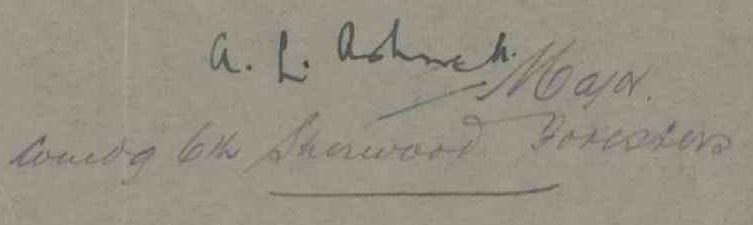 A. L. Ashwell.
Major.
Comdg 6th Sherwood Foresters